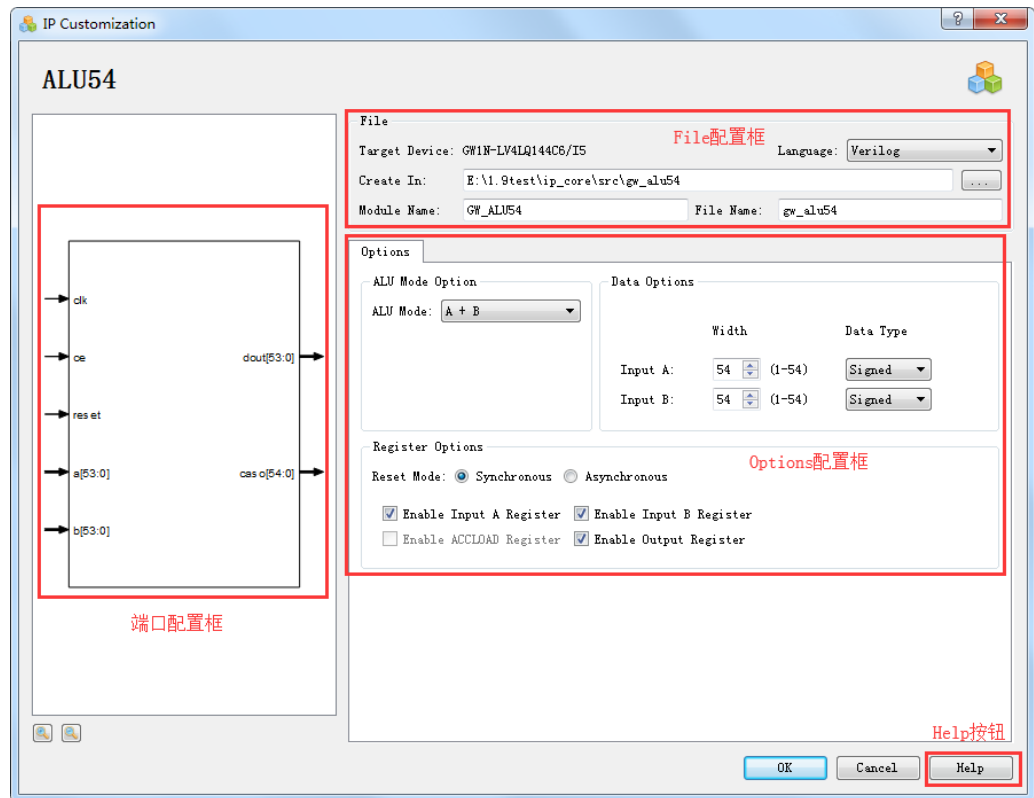 IP Customization
ALU54
File
File配置框
Target Device: GW1N-LV4LQ144C6/I5 Language: Verilog
Create In: E:\1.9test\ip_core\src\gw_alu54 ...
Module Name: GW_ALU54 File Name: gw_alu54
Options
ALU Mode Option
ALU Mode: A + B
Data Options
Width Data Type
Input A: 54 (1-54) Signed
Input B: 54 (1-54) Signed
Register Options
Options配置框
Reset Mode: Synchronous Asynchronous
Enable Input A Register Enable Input B Register
Enable ACCLOAD Register Enable Output Register
clk
ce dout[53:0]
reset
a[53:0] caso[54:0]
b[53:0]
端口配置框
Help按钮
OK Cancel Help